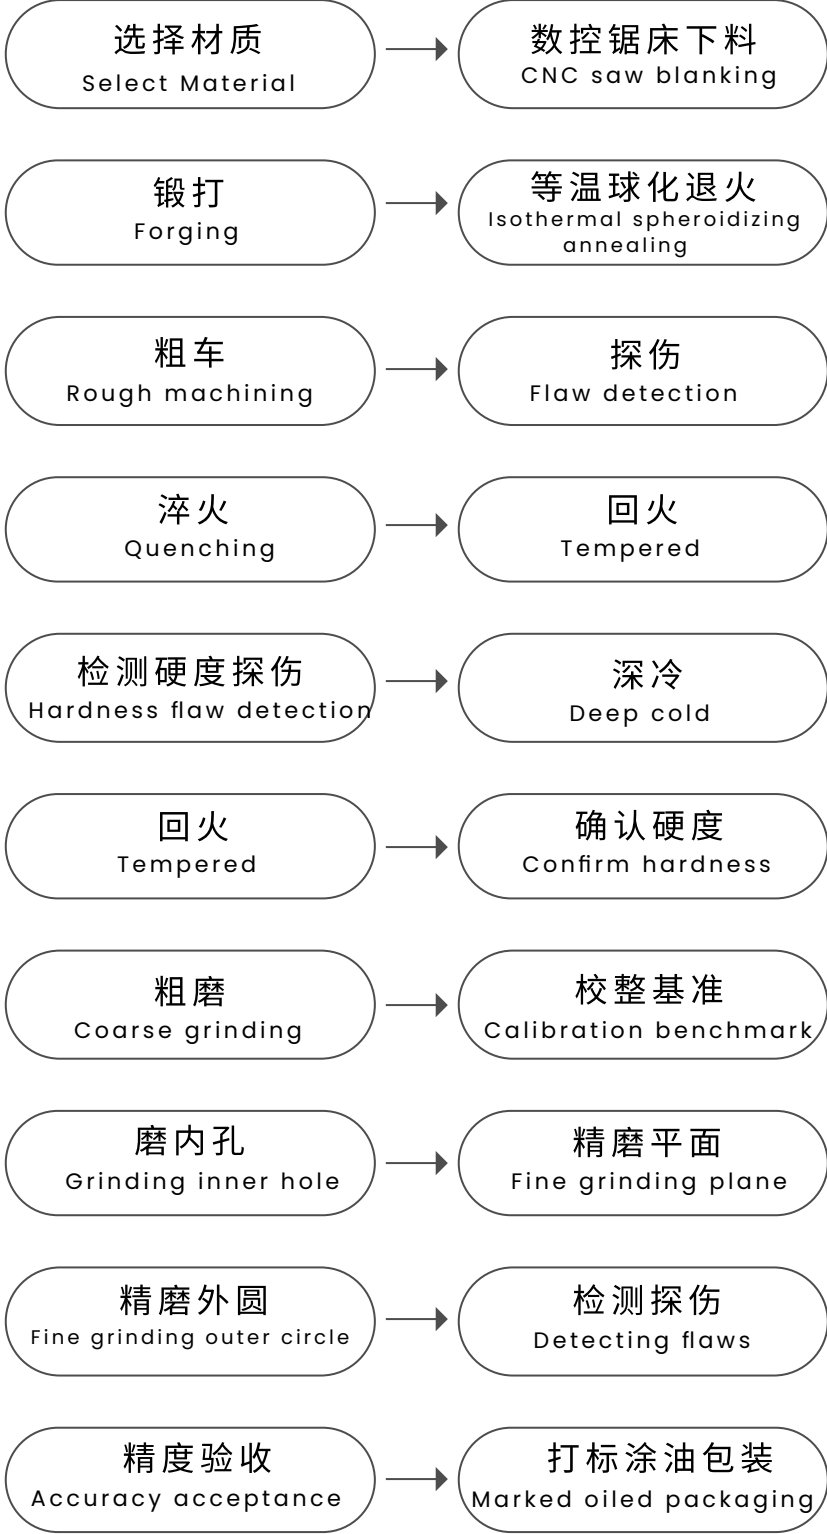 选择材质
Select Material
数控锯床下料
CNC saw blanking
锻打
Forging
等温球化退火
Isothermal spheroidizing
annealing
粗车
Rough machining
探伤
Flaw detection
淬火
Quenching
回火
Tempered
检测硬度探伤
Hardness flaw detection
深冷
Deep cold
回火
Tempered
确认硬度
Confirm hardness
粗磨
Coarse grinding
校整基准
Calibration benchmark
磨内孔
Grinding inner hole
精磨平面
Fine grinding plane
精磨外圆
Fine grinding outer circle
检测探伤
Detecting flaws
精度验收
Accuracy acceptance
打标涂油包装
Marked oiled packaging